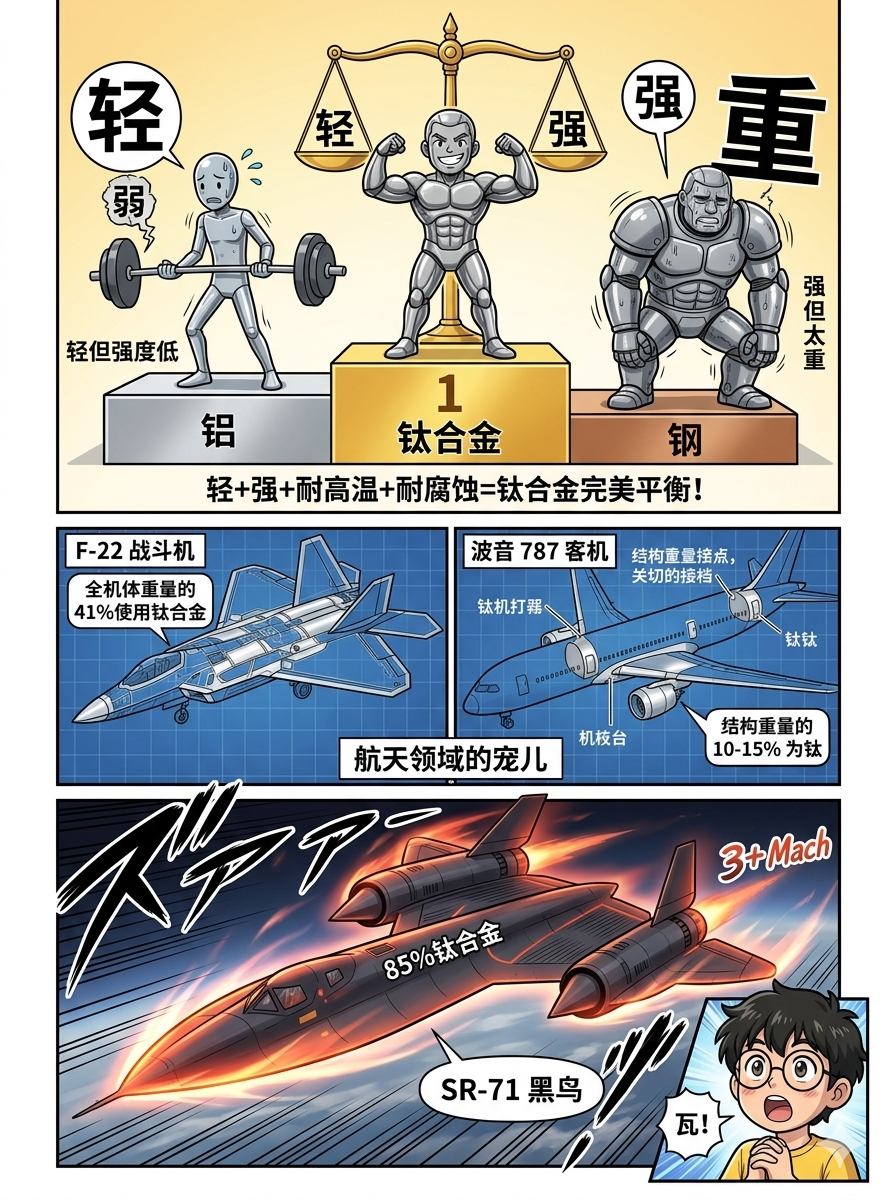 轻
弱
轻但强度低
轻
强
强
重
强但太重
铝
1
钛合金
钢
轻+强+耐高温+耐腐蚀=钛合金完美平衡！
F-22 战斗机
全机体重量的
41%使用钛合金
波音 787 客机
结构重量接点，
关切的接档
钛机打
钛钛
机枝台
结构重量的
10-15% 为钛
航天领域的宠儿
ズァァー
3+Mach
85%钛合金
SR-71 黑鸟
瓦！